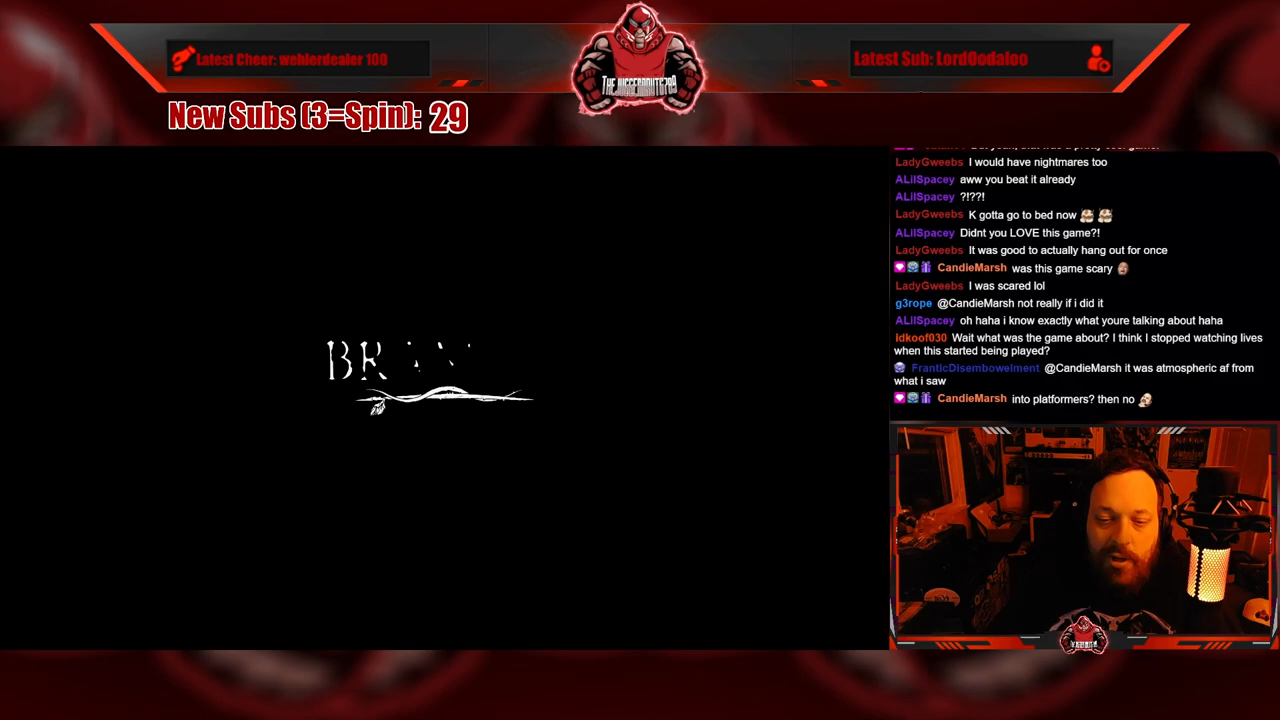 Latest Cheer: wehlerdealer 100
THEJUGGERNAUT6789
Latest Sub: LordOodaloo
New Subs (3=Spin): 29
LadyGweebs I would have nightmares too
ALilSpacey aww you beat it already
ALilSpacey ?!??!
LadyGweebs K gotta go to bed now
ALilSpacey Didnt you LOVE this game?!
LadyGweebs It was good to actually hang out for once
CandieMarsh was this game scary
LadyGweebs I was scared lol
g3rope @CandieMarsh not really if i did it
ALilSpacey oh haha i know exactly what youre talking about haha
Idkoof030 Wait what was the game about? I think I stopped watching lives
when this started being played?
FranticDisembowelment @CandieMarsh it was atmospheric af from
what i saw
CandieMarsh into platformers? then no